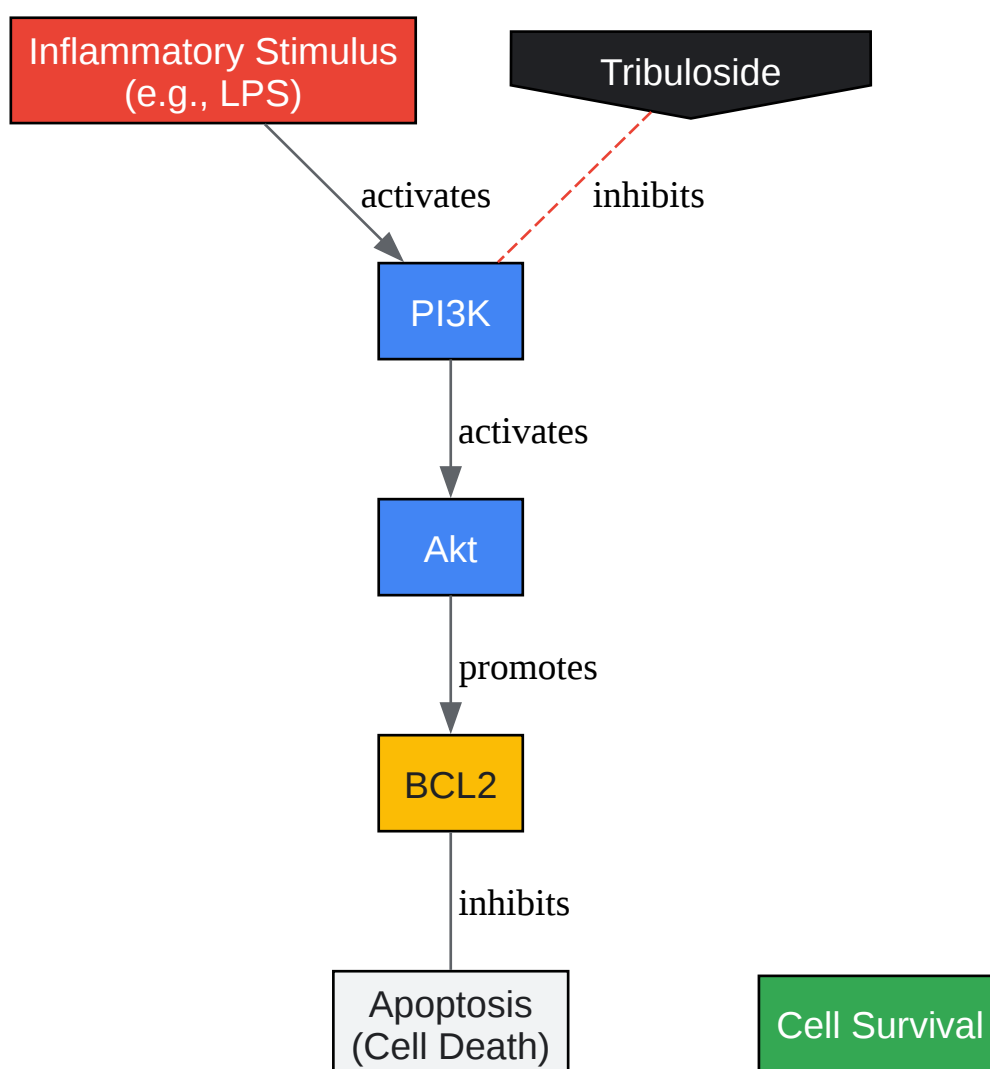 Inflammatory Stimulus
(e.g., LPS)
Tribuloside
activates
inhibits
PI3K
activates
Akt
promotes
BCL2
inhibits
Apoptosis
(Cell Death)
Cell Survival